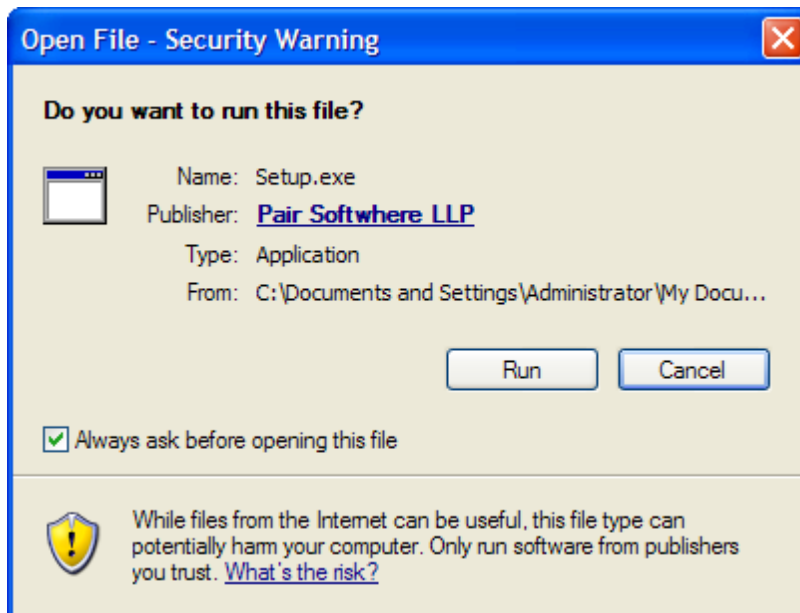 Open File - Security Warning
Do you want to run this file?
Name: Setup.exe
Publisher: Pair Softwhere LLP
Type: Application
From: C:\Documents and Settings\Administrator\My Docu...
Run Cancel
Always ask before opening this file
While files from the Internet can be useful, this file type can
potentially harm your computer. Only run software from publishers
you trust. What's the risk?